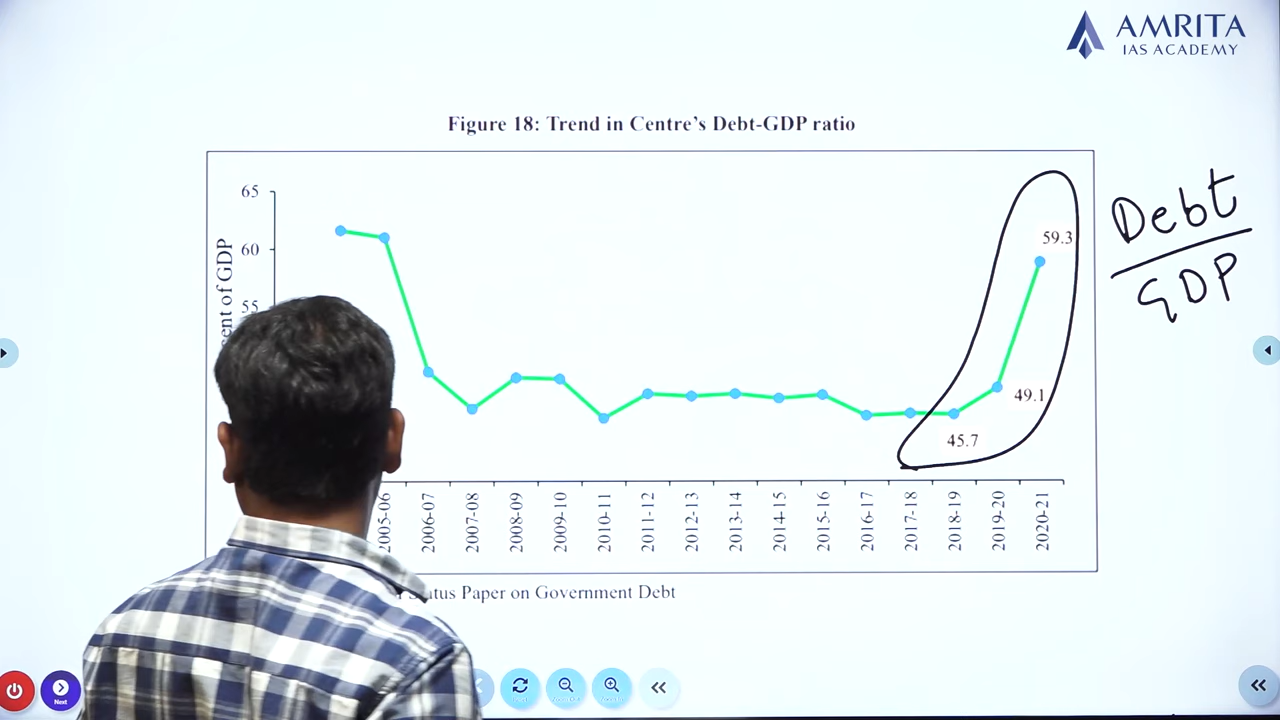 AMRITA
IAS ACADEMY
Figure 18: Trend in Centre's Debt-GDP ratio
65
60
55
of GDP
59.3
49.1
45.7
2005-06
2006-07
2007-08
2008-09
2009-10
2010-11
2011-12
2012-13
2013-14
2014-15
2015-16
2016-17
2017-18
2018-19
2019-20
2020-21
Paper on Government Debt
Debt
GDP
Next